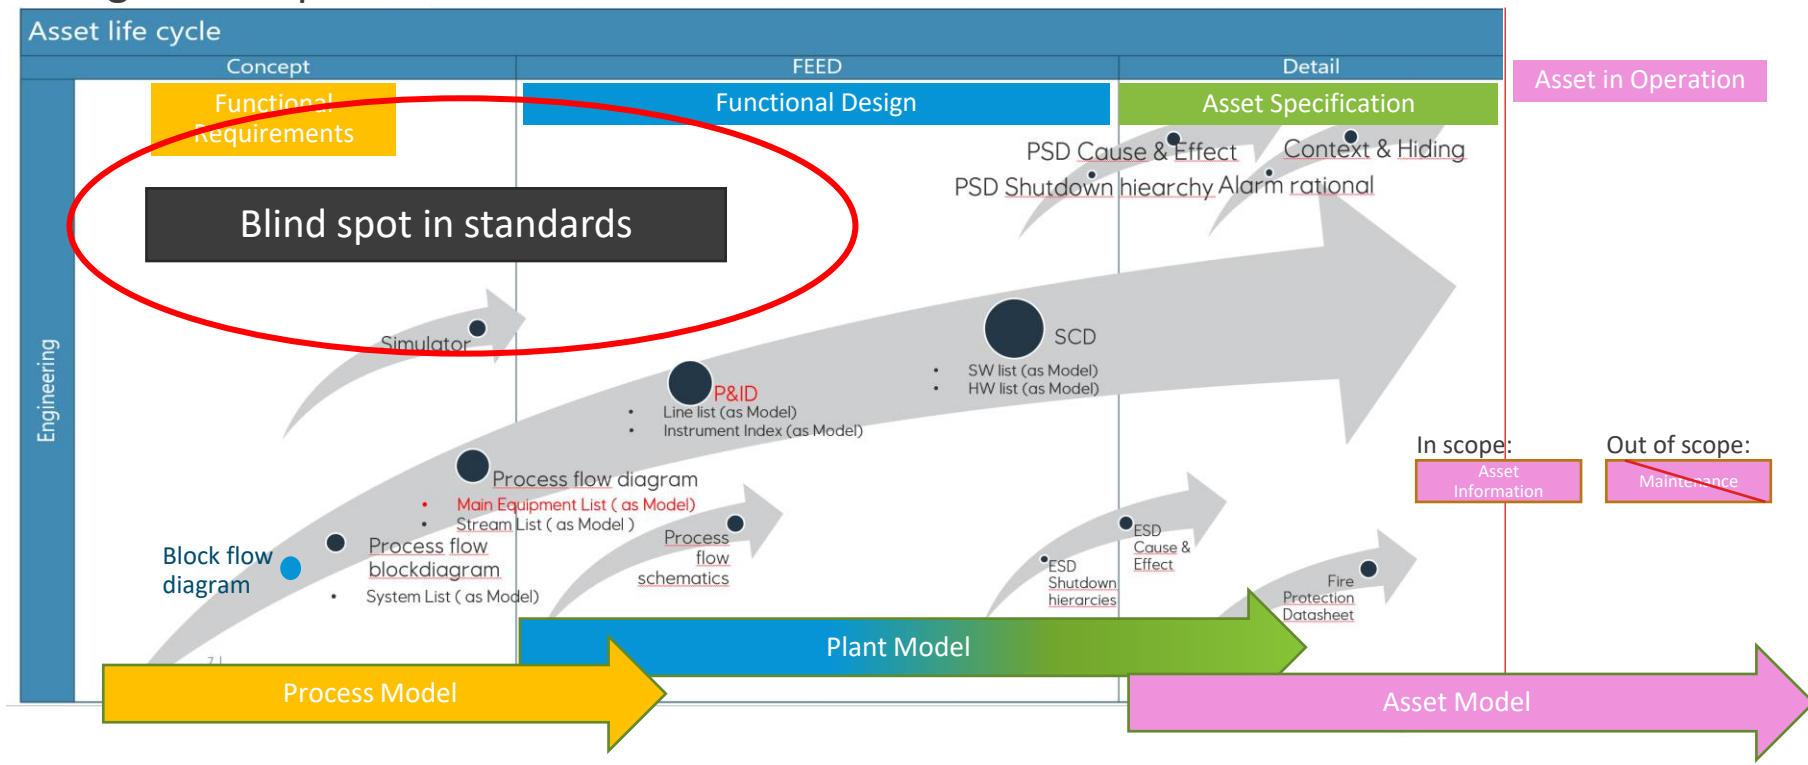 Asset life cycle
Concept
FEED
Detail
Asset in Operation
Functional
Requirements
Functional Design
Asset Specification
PSD Cause & Effect
Context & Hiding
PSD Shutdown hiearchy
Alarm rational
Blind spot in standards
Engineering
Simulator
SCD
• SW list (as Model)
• HW list (as Model)
P&ID
• Line list (as Model)
• Instrument Index (as Model)
Process flow diagram
• Main Equipment List ( as Model)
• Stream List ( as Model )
In scope:
Asset
Information
Out of scope:
Maintenance
Block flow
diagram
Process flow
blockdiagram
• System List ( as Model)
Process
flow
schematics
ESD
Shutdown
hierarcies
ESD
Cause &
Effect
Fire
Protection
Datasheet
Plant Model
Process Model
Asset Model